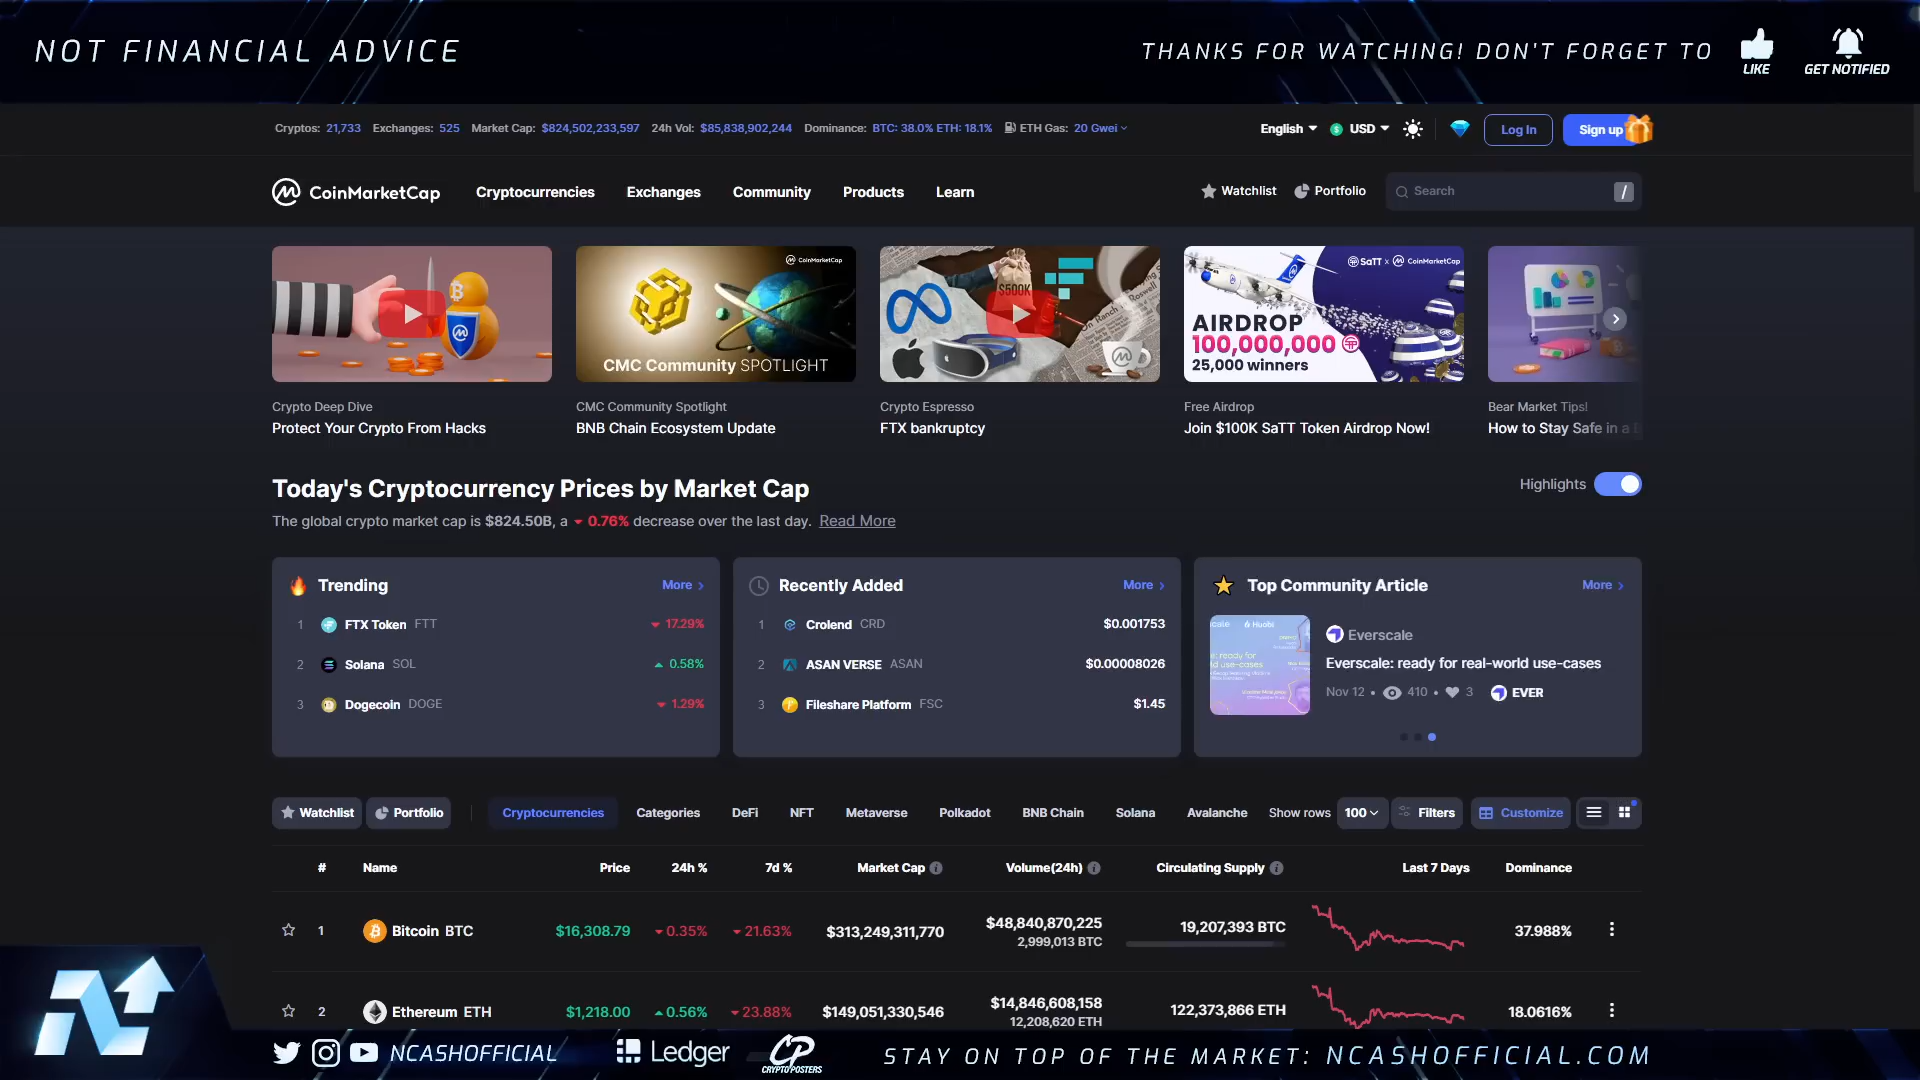 NOT FINANCIAL ADVICE
THANKS FOR WATCHING! DON'T FORGET TO
LIKE
GET NOTIFIED
Cryptos: 21,733 Exchanges: 525 Market Cap: $824,502,233,597 24h Vol: $85,838,902,244 Dominance: BTC: 38.0% ETH: 18.1% ETH Gas: 20 Gwei
English USD Log In Sign up
CoinMarketCap Cryptocurrencies Exchanges Community Products Learn
Watchlist Portfolio Search /
CoinMarketCap
CMC Community SPOTLIGHT
$500K
SaTT x CoinMarketCap
AIRDROP
100,000,000
25,000 winners
Crypto Deep Dive
Protect Your Crypto From Hacks
CMC Community Spotlight
BNB Chain Ecosystem Update
Crypto Espresso
FTX bankruptcy
Free Airdrop
Join $100K SaTT Token Airdrop Now!
Bear Market Tips!
How to Stay Safe in a
Today's Cryptocurrency Prices by Market Cap
Highlights
The global crypto market cap is $824.50B, a 0.76% decrease over the last day. Read More
Trending More
1 FTX Token FTT 17.29%
2 Solana SOL 0.58%
3 Dogecoin DOGE 1.29%
Recently Added More
1 Crolend CRD $0.001753
2 ASAN VERSE ASAN $0.00008026
3 Fileshare Platform FSC $1.45
Top Community Article More
Huobi
Everscale
Everscale: ready for real-world use-cases
Nov 12 • 410 • 3 EVER
Watchlist Portfolio Cryptocurrencies Categories DeFi NFT Metaverse Polkadot BNB Chain Solana Avalanche Show rows 100 Filters Customize
# Name Price 24h % 7d % Market Cap Volume(24h) Circulating Supply Last 7 Days Dominance
1 Bitcoin BTC $16,308.79 0.35% 21.63% $313,249,311,770 $48,840,870,225 19,207,393 BTC 37.988%
2,999,013 BTC
2 Ethereum ETH $1,218.00 0.56% 23.88% $149,051,330,546 $14,846,608,158 122,373,866 ETH 18.0616%
12,208,620 ETH
NCASHOFFICIAL
Ledger
CP
CRYPTOPOSTERS
STAY ON TOP OF THE MARKET: NCASHOFFICIAL.COM